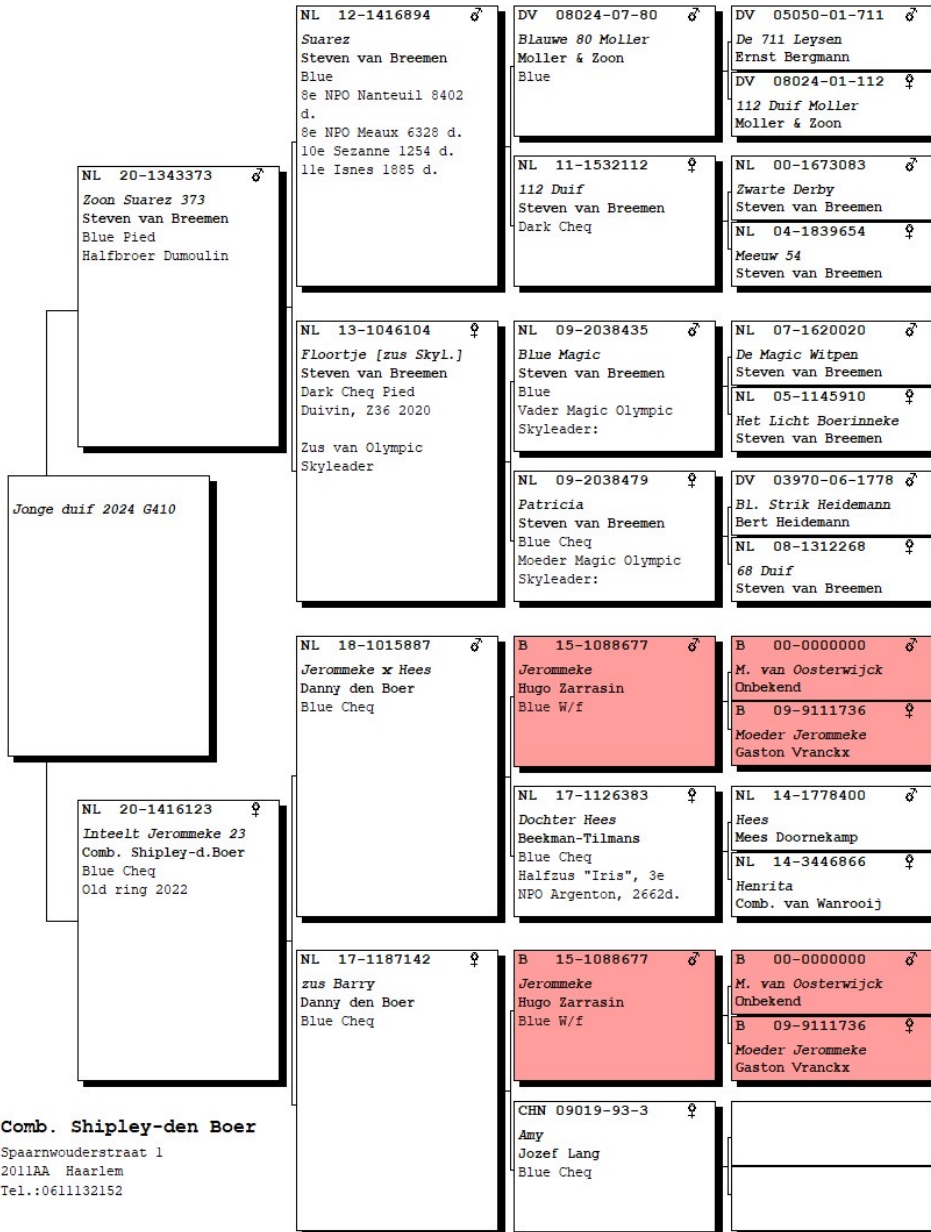 Jonge duif 2024 G410
NL 20-1343373 ♂
Zoon Suarez 373
Steven van Breemen
Blue Pied
Halfbroer Dumoulin
NL 20-1416123 ♀
Inteelt Jerommeke 23
Comb. Shipley-d.Boer
Blue Cheq
Old ring 2022
NL 12-1416894 ♂
Suarez
Steven van Breemen
Blue
8e NPO Nanteuil 8402
d.
8e NPO Meaux 6328 d.
10e Sezanne 1254 d.
11e Isnes 1885 d.
NL 13-1046104 ♀
Floortje [zus Skyl.]
Steven van Breemen
Dark Cheq Pied
Duivin, Z36 2020
Zus van Olympic
Skyleader
NL 18-1015887 ♂
Jerommeke x Hees
Danny den Boer
Blue Cheq
NL 17-1187142 ♀
zus Barry
Danny den Boer
Blue Cheq
DV 08024-07-80 ♂
Blauwe 80 Moller
Moller & Zoon
Blue
NL 11-1532112 ♀
112 Duif
Steven van Breemen
Dark Cheq
NL 09-2038435 ♂
Blue Magic
Steven van Breemen
Blue
Vader Magic Olympic
Skyleader:
NL 09-2038479 ♀
Patricia
Steven van Breemen
Blue Cheq
Moeder Magic Olympic
Skyleader:
B 15-1088677 ♂
Jerommeke
Hugo Zarrasin
Blue W/f
NL 17-1126383 ♀
Dochter Hees
Beekman-Tilmans
Blue Cheq
Halfzus "Iris", 3e
NPO Argenton, 2662d.
B 15-1088677 ♂
Jerommeke
Hugo Zarrasin
Blue W/f
CHN 09019-93-3 ♀
Amy
Jozef Lang
Blue Cheq
DV 05050-01-711 ♂
De 711 Leysen
Ernst Bergmann
DV 08024-01-112 ♀
112 Duif Moller
Moller & Zoon
NL 00-1673083 ♂
Zwarte Derby
Steven van Breemen
NL 04-1839654 ♀
Meeuw 54
Steven van Breemen
NL 07-1620020 ♂
De Magic Witpen
Steven van Breemen
NL 05-1145910 ♀
Het Licht Boerinneke
Steven van Breemen
DV 03970-06-1778 ♂
Bl. Strik Heidemann
Bert Heidemann
NL 08-1312268 ♀
68 Duif
Steven van Breemen
B 00-0000000 ♂
M. van Oosterwijck
Onbekend
B 09-9111736 ♀
Moeder Jerommeke
Gaston Vranckx
NL 14-1778400 ♂
Hees
Mees Doornekamp
NL 14-3446866 ♀
Henrita
Comb. van Wanrooij
B 00-0000000 ♂
M. van Oosterwijck
Onbekend
B 09-9111736 ♀
Moeder Jerommeke
Gaston Vranckx
Comb. Shipley-den Boer
Spaarnwouderstraat 1
2011AA Haarlem
Tel.:0611132152